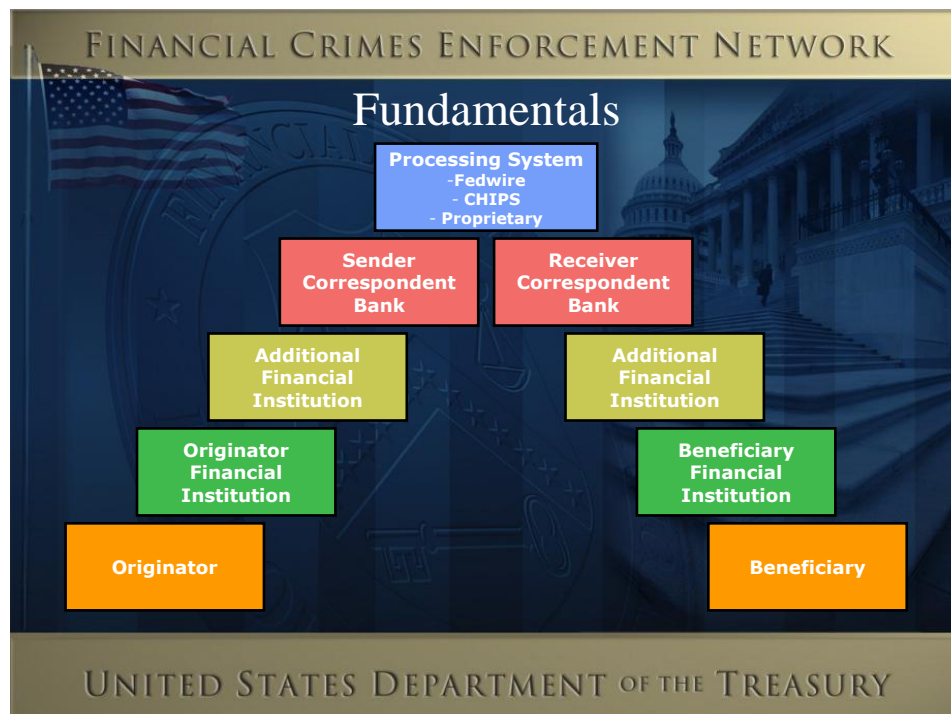 FINANCIAL CRIMES ENFORCEMENT NETWORK
Fundamentals
Processing System
-Fedwire
- CHIPS
- Proprietary
Sender
Correspondent
Bank
Receiver
Correspondent
Bank
Additional
Financial
Institution
Additional
Financial
Institution
Originator
Financial
Institution
Beneficiary
Financial
Institution
Originator
Beneficiary
FINANCIAL
UNITED STATES DEPARTMENT OF THE TREASURY